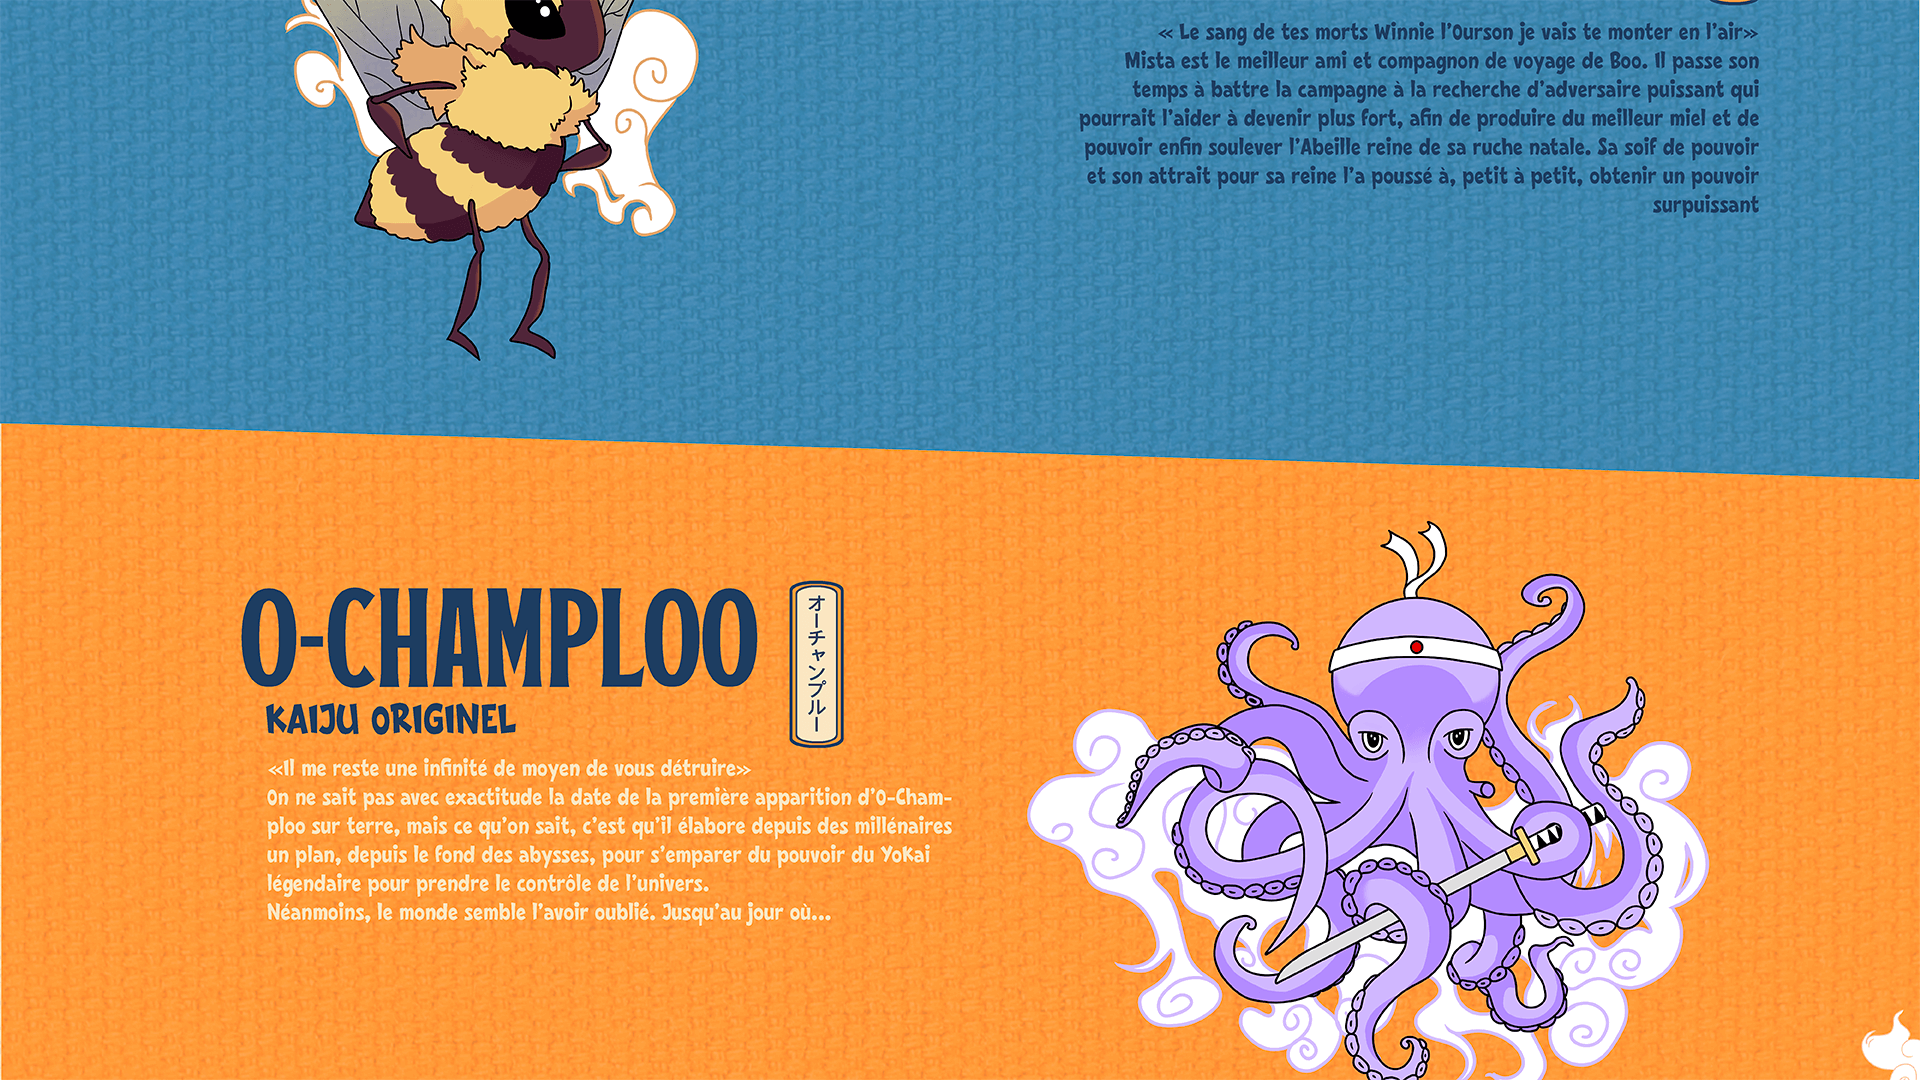 « Le sang de tes morts Winnie l'Ourson je vais te monter en l'air»
Mista est le meilleur ami et compagnon de voyage de Boo. Il passe son
temps à battre la campagne à la recherche d'adversaire puissant qui
pourrait l'aider à devenir plus fort, afin de produire du meilleur miel et de
pouvoir enfin soulever l'Abeille reine de sa ruche natale. Sa soif de pouvoir
et son attrait pour sa reine l'a poussé à, petit à petit, obtenir un pouvoir
surpuissant
O-CHAMPLOO
オーチャンプルー
KAIJU ORIGINEL
«Il me reste une infinité de moyen de vous détruire»
On ne sait pas avec exactitude la date de la première apparition d'O-Cham-
ploo sur terre, mais ce qu'on sait, c'est qu'il élabore depuis des millénaires
un plan, depuis le fond des abysses, pour s'emparer du pouvoir du YoKai
légendaire pour prendre le contrôle de l'univers.
Néanmoins, le monde semble l'avoir oublié. Jusqu'au jour où...